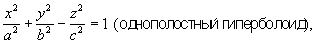 x²/a² + y²/b² − z²/c² = 1 (однополостный гиперболоид),